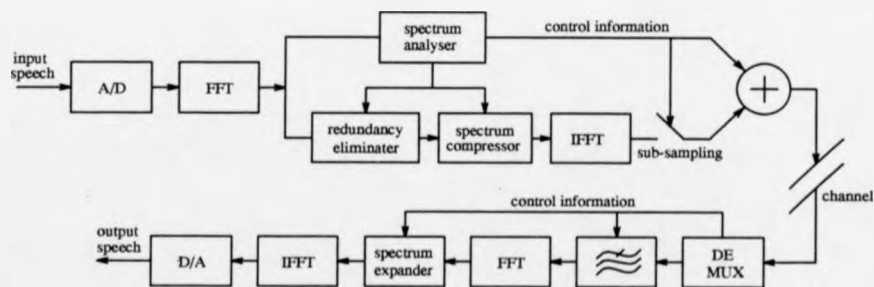 spectrum
analyser
control information
input
speech
A/D
FFT
redundancy
eliminater
spectrum
compressor
IFFT
sub-sampling
channel
control information
output
speech
D/A
IFFT
spectrum
expander
FFT
DE
MUX